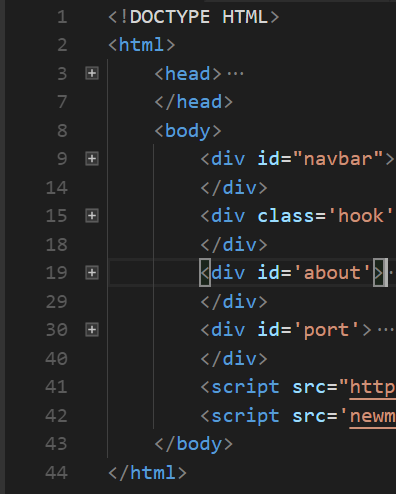 1 <!DOCTYPE HTML>
2 <html>
3 <head>···
7 </head>
8 <body>
9 <div id="navbar">
14 </div>
15 <div class='hook'
18 </div>
19 <div id='about'>··
29 </div>
30 <div id='port'>···
40 </div>
41 <script src="http
42 <script src='newm
43 </body>
44 </html>